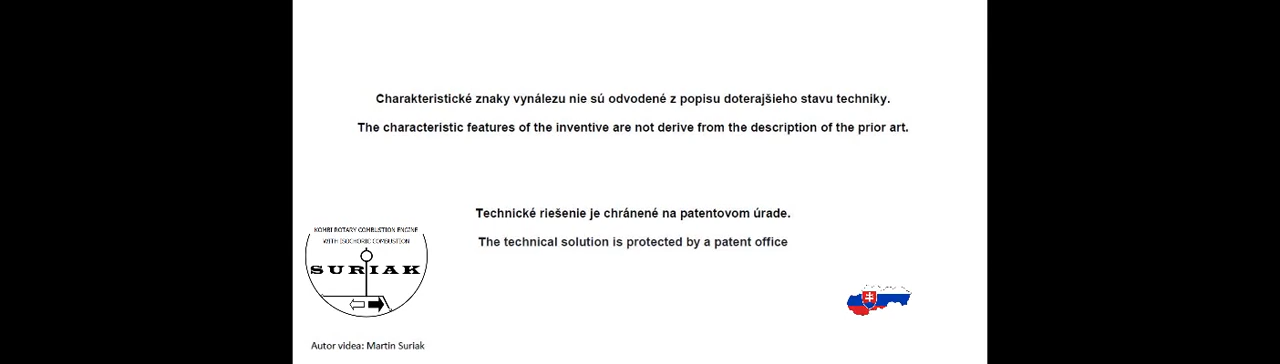 Charakteristické znaky vynálezu nie sú odvodené z popisu doterajšieho stavu techniky.
The characteristic features of the inventive are not derive from the description of the prior art.
Technické riešenie je chránené na patentovom úrade.
The technical solution is protected by a patent office
KOMBI ROTARY COMBUSTION ENGINE
WITH ISOCHORIC COMBUSTION
SURIAK
Autor videa: Martin Suriak